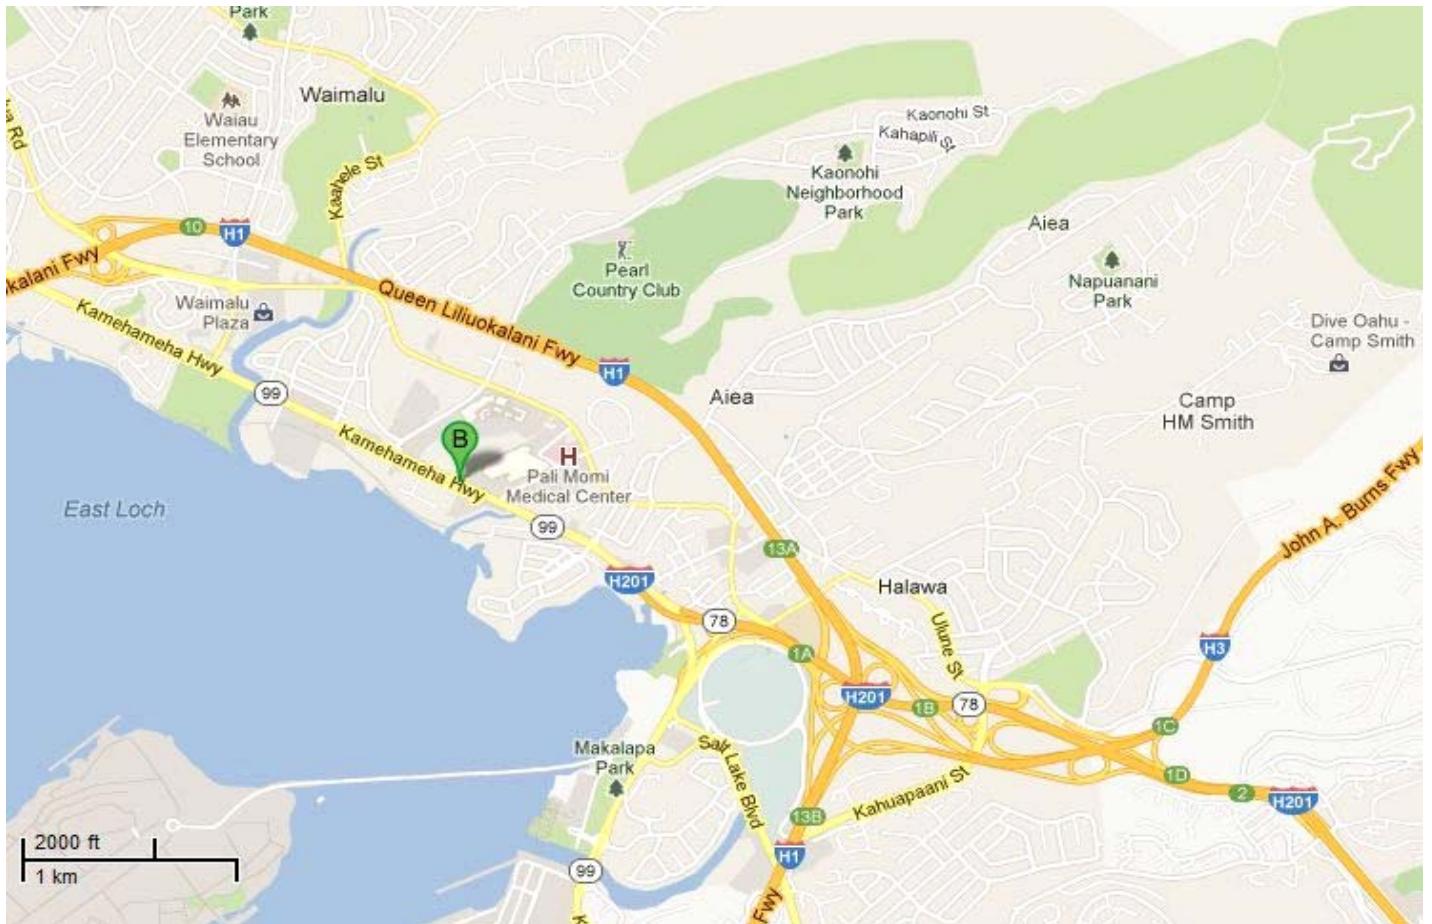 Park
Waimalu
Waiau
Elementary
School
Kaahele St
Kaonohi St
Kahapili St
Kaonohi
Neighborhood
Park
Aiea
10
H1
kalani Fwy
Queen Liliuokalani Fwy
Pearl
Country Club
Napuanani
Park
Waimalu
Plaza
Kamehameha Hwy
99
Dive Oahu -
Camp Smith
H1
Aiea
Camp
HM Smith
B
Kamehameha Hwy
H
Pali Momi
Medical Center
East Loch
99
13A
John A. Burns Fwy
H201
Halawa
78
Ulune St
1A
H3
H201
1B
78
1C
Makalapa
Park
Salt Lake Blvd
1D
Kahuapaani St
2
H201
13B
H1
2000 ft
1 km
99
Fwy
K